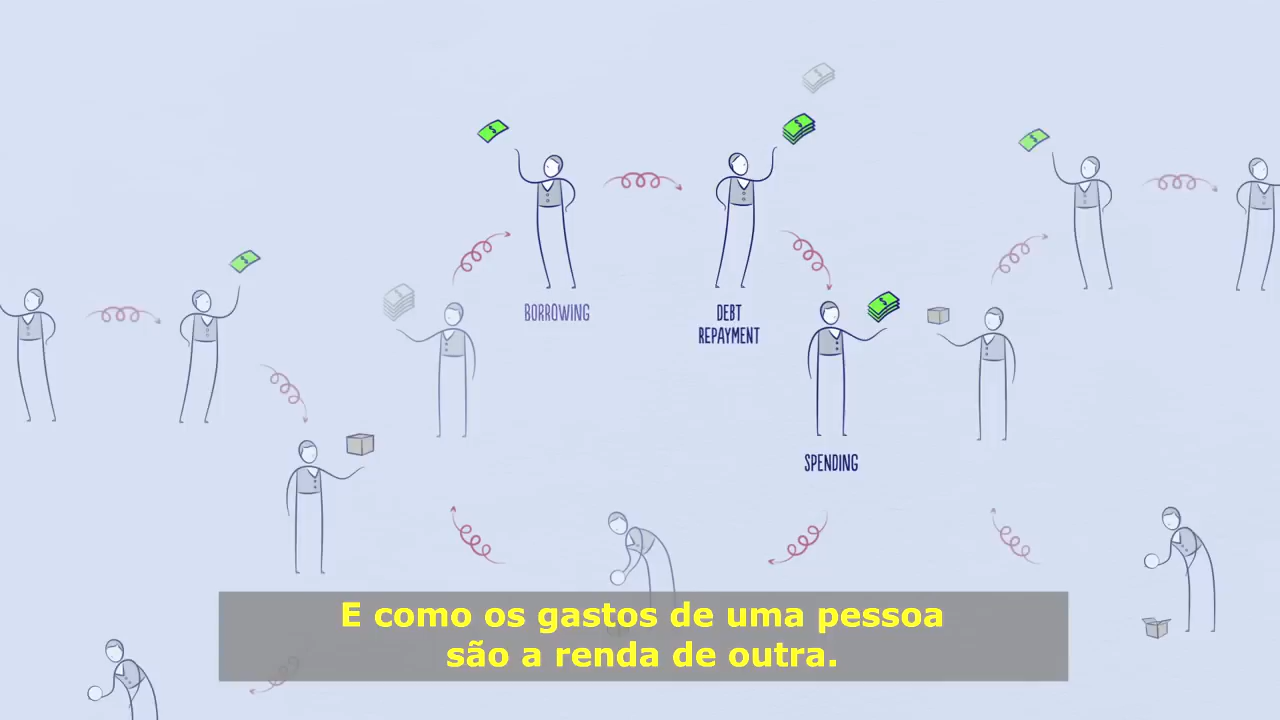 BORROWING
DEBT
REPAYMENT
SPENDING
E como os gastos de uma pessoa
são a renda de outra.